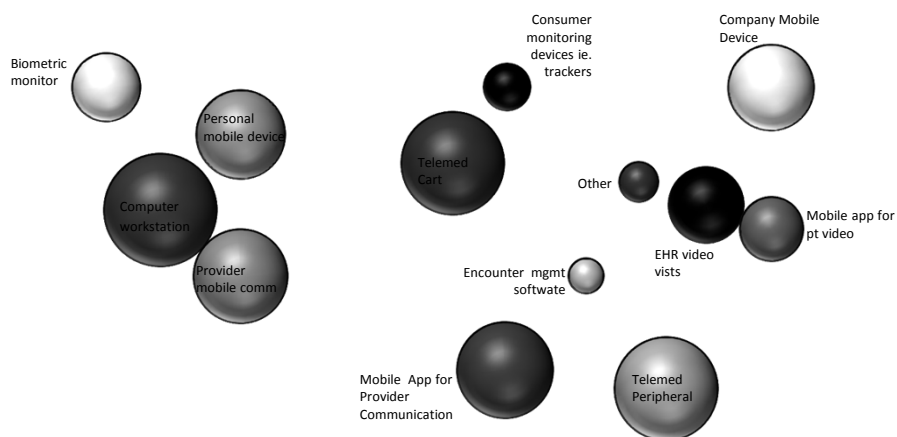 Biometric
monitor
Personal
mobile device
Computer
workstation
Provider
mobile comm
Consumer
monitoring
devices ie.
trackers
Telemed
Cart
Company Mobile
Device
Other
EHR video
vists
Mobile app for
pt video
Encounter mgmt
softwate
Mobile App for
Provider
Communication
Telemed
Peripheral